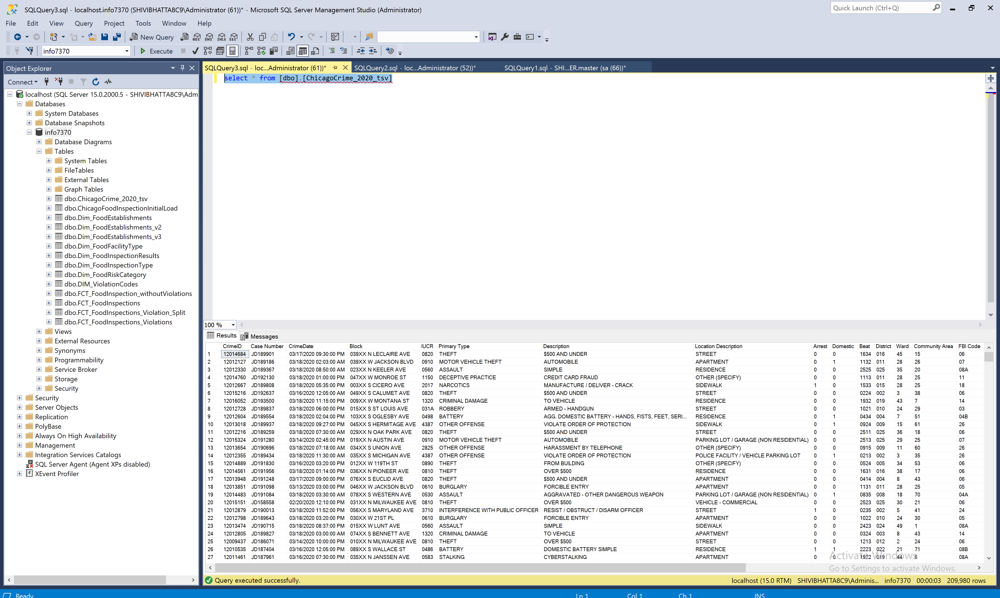 SQLQuery3.sql - localhost.info7370 (SHIVIBHATTA8C9\Administrator (61))* - Microsoft SQL Server Management Studio (Administrator)
Quick Launch (Ctrl+Q)
File Edit View Query Project Tools Window Help
New Query MDX DMX XMLA DAX
info7370 Execute
Object Explorer
Connect
localhost (SQL Server 15.0.2000.5 - SHIVIBHATTA8C9\Adm
Databases
System Databases
Database Snapshots
info7370
Database Diagrams
Tables
System Tables
FileTables
External Tables
Graph Tables
dbo.ChicagoCrime_2020_tsv
dbo.ChicagoFoodInspectionInitialLoad
dbo.Dim_FoodEstablishments
dbo.Dim_FoodEstablishments_v2
dbo.Dim_FoodEstablishments_v3
dbo.Dim_FoodFacilityType
dbo.Dim_FoodInspectionResults
dbo.Dim_FoodInspectionType
dbo.Dim_FoodRiskCategory
dbo.DIM_ViolationCodes
dbo.FCT_FoodInspection_withoutViolations
dbo.FCT_FoodInspections
dbo.FCT_FoodInspections_Violation_Split
dbo.FCT_FoodInspections_Violations
Views
External Resources
Synonyms
Programmability
Service Broker
Storage
Security
Security
Server Objects
Replication
PolyBase
Always On High Availability
Management
Integration Services Catalogs
SQL Server Agent (Agent XPs disabled)
XEvent Profiler
SQLQuery3.sql - loc...Administrator (61))* SQLQuery2.sql - loc...Administrator (52))* SQLQuery1.sql - SHI...ER.master (sa (66))*
select * from [dbo].[ChicagoCrime_2020_tsv]
100 %
Results Messages
CrimeID Case Number CrimeDate Block IUCR Primary Type Description Location Description Arrest Domestic Beat District Ward Community Area FBI Code
1 12014684 JD189901 03/17/2020 09:30:00 PM 039XX N LECLAIRE AVE 0820 THEFT $500 AND UNDER STREET 0 0 1634 016 45 15 06
2 12012127 JD189186 03/18/2020 02:03:00 AM 039XX W JACKSON BLVD 0910 MOTOR VEHICLE THEFT AUTOMOBILE APARTMENT 0 1 1132 011 28 26 07
3 12012330 JD189367 03/18/2020 08:50:00 AM 023XX N KEELER AVE 0560 ASSAULT SIMPLE RESIDENCE 0 0 2525 025 35 20 08A
4 12014760 JD192130 03/18/2020 01:00:00 PM 047XX W MONROE ST 1150 DECEPTIVE PRACTICE CREDIT CARD FRAUD OTHER (SPECIFY) 0 0 1113 011 28 25 11
5 12012667 JD189808 03/18/2020 05:35:00 PM 003XX S CICERO AVE 2017 NARCOTICS MANUFACTURE / DELIVER - CRACK SIDEWALK 1 0 1533 015 28 25 18
6 12015216 JD192637 03/16/2020 12:05:00 AM 049XX S CALUMET AVE 0820 THEFT $500 AND UNDER STREET 0 0 0224 002 3 38 06
7 12016052 JD193500 03/18/2020 11:15:00 PM 009XX W MONTANA ST 1320 CRIMINAL DAMAGE TO VEHICLE RESIDENCE 0 0 1932 019 43 7 14
8 12012728 JD189837 03/18/2020 06:00:00 PM 015XX S ST LOUIS AVE 031A ROBBERY ARMED - HANDGUN STREET 0 0 1021 010 24 29 03
9 12012604 JD189554 03/18/2020 02:04:00 PM 103XX S OGLESBY AVE 0498 BATTERY AGG. DOMESTIC BATTERY - HANDS, FISTS, FEET, SERI... RESIDENCE 0 1 0434 004 7 51 04B
10 12013018 JD189937 03/18/2020 09:27:00 PM 045XX S HERMITAGE AVE 4387 OTHER OFFENSE VIOLATE ORDER OF PROTECTION SIDEWALK 0 1 0924 009 15 61 26
11 12012216 JD189259 03/18/2020 07:30:00 AM 029XX N OAK PARK AVE 0820 THEFT $500 AND UNDER STREET 0 0 2511 025 36 18 06
12 12015324 JD191280 03/14/2020 02:45:00 PM 019XX N AUSTIN AVE 0910 MOTOR VEHICLE THEFT AUTOMOBILE PARKING LOT / GARAGE (NON RESIDENTIAL) 0 0 2513 025 29 25 07
13 12013654 JD190696 03/18/2020 07:18:00 AM 034XX S UNION AVE 2825 OTHER OFFENSE HARASSMENT BY TELEPHONE OTHER (SPECIFY) 0 0 0915 009 11 60 26
14 12012355 JD189434 03/18/2020 11:30:00 AM 035XX S MICHIGAN AVE 4387 OTHER OFFENSE VIOLATE ORDER OF PROTECTION POLICE FACILITY / VEHICLE PARKING LOT 0 1 0213 002 3 35 26
15 12014889 JD191830 03/16/2020 03:20:00 PM 012XX W 119TH ST 0890 THEFT FROM BUILDING OTHER (SPECIFY) 0 0 0524 005 34 53 06
16 12014561 JD191956 03/18/2020 01:14:00 PM 036XX N PIONEER AVE 0810 THEFT OVER $500 RESIDENCE 0 0 1631 016 38 17 06
17 12013948 JD191248 03/17/2020 09:00:00 PM 076XX S EUCLID AVE 0820 THEFT $500 AND UNDER APARTMENT 0 0 0414 004 8 43 06
18 12013851 JD191098 03/13/2020 03:00:00 PM 046XX W JACKSON BLVD 0610 BURGLARY FORCIBLE ENTRY APARTMENT 0 0 1131 011 28 25 05
19 12014483 JD191084 03/18/2020 03:30:00 AM 078XX S WESTERN AVE 0530 ASSAULT AGGRAVATED - OTHER DANGEROUS WEAPON PARKING LOT / GARAGE (NON RESIDENTIAL) 0 1 0835 008 18 70 04A
20 12015151 JD158558 02/20/2020 12:10:00 PM 031XX N MILWAUKEE AVE 0810 THEFT OVER $500 VEHICLE - COMMERCIAL 0 0 2523 025 30 21 06
21 12012879 JD190013 03/18/2020 11:52:00 PM 056XX S MARYLAND AVE 3710 INTERFERENCE WITH PUBLIC OFFICER RESIST / OBSTRUCT / DISARM OFFICER STREET 1 0 0235 002 5 41 24
22 12012798 JD189643 03/18/2020 03:20:00 PM 030XX W 21ST PL 0610 BURGLARY FORCIBLE ENTRY APARTMENT 0 0 1022 010 24 30 05
23 12013474 JD190715 03/18/2020 08:37:00 PM 015XX W LUNT AVE 0560 ASSAULT SIMPLE SIDEWALK 0 0 2423 024 49 1 08A
24 12012805 JD189827 03/18/2020 03:00:00 AM 074XX S BENNETT AVE 1320 CRIMINAL DAMAGE TO VEHICLE APARTMENT 0 0 0324 003 8 43 14
25 12009437 JD186071 03/14/2020 10:00:00 PM 010XX N MILWAUKEE AVE 0810 THEFT OVER $500 STREET 0 0 1213 012 2 24 06
26 12010535 JD187404 03/16/2020 12:05:00 PM 089XX S WALLACE ST 0486 BATTERY DOMESTIC BATTERY SIMPLE RESIDENCE 1 1 2223 022 21 71 08B
27 12011461 JD187961 03/16/2020 07:30:00 PM 035XX N JANSSEN AVE 0583 STALKING CYBERSTALKING APARTMENT 0 0 1922 019 44 6 08A
Activate Windows
Go to Settings to activate Windows.
Query executed successfully. localhost (15.0 RTM) SHIVIBHATTA8C9\Adminis... info7370 00:00:03 209,980 rows
Ready Ln 1 Col 1 Ch 1 INS